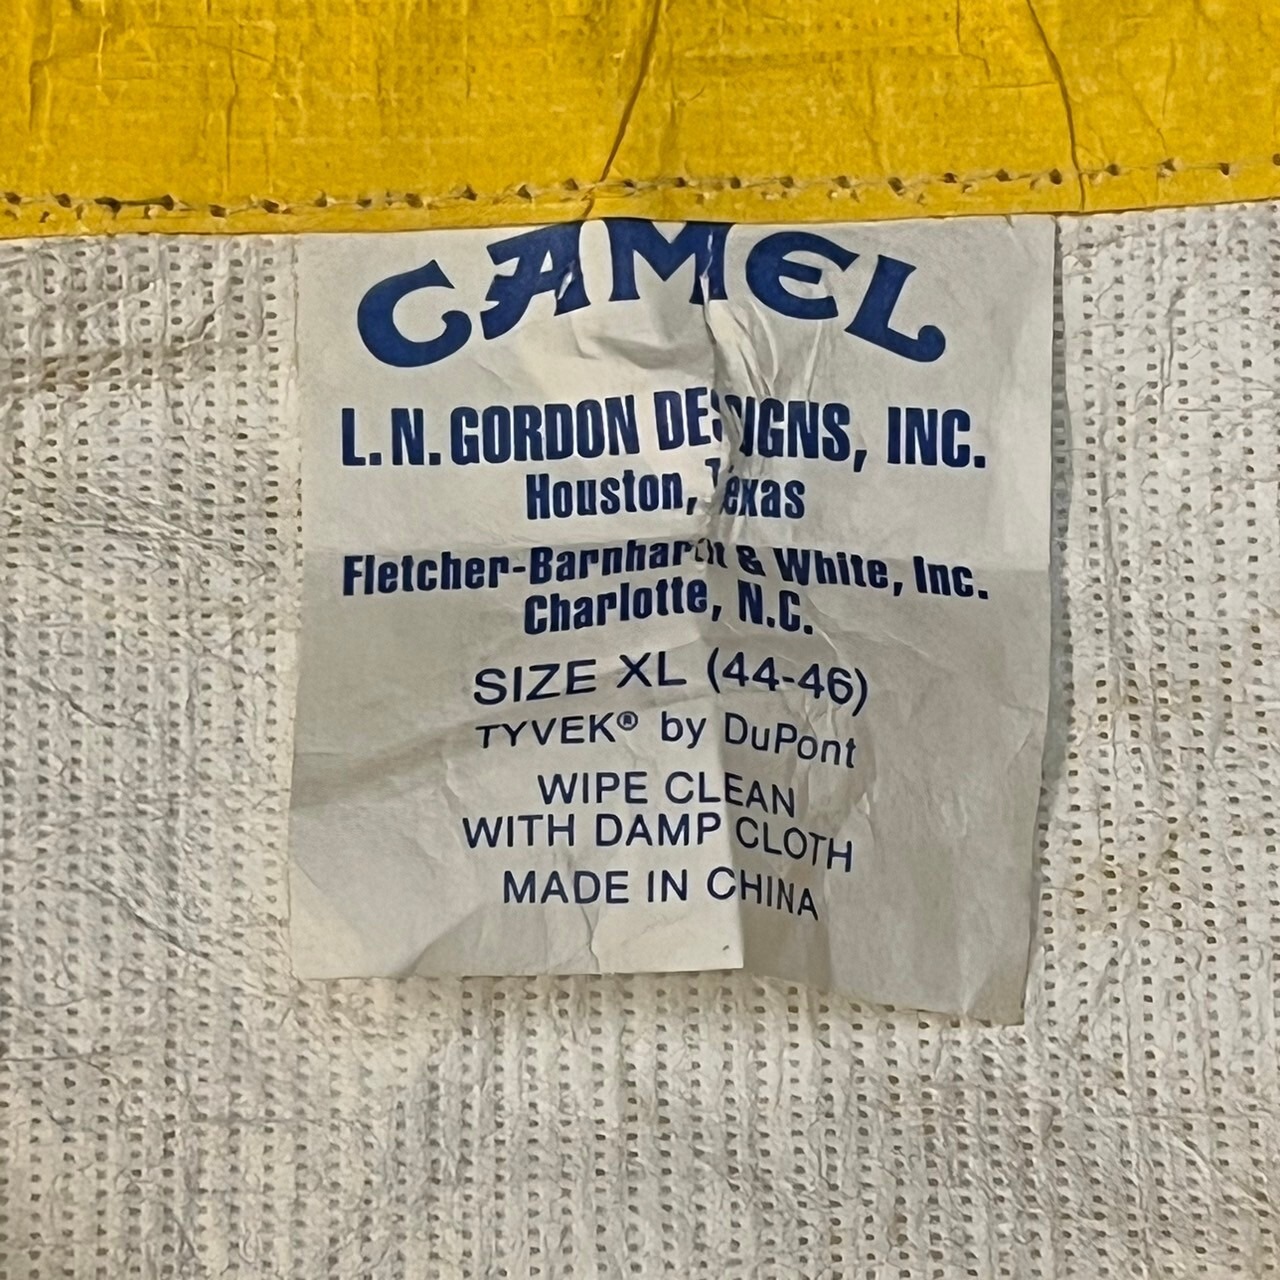 CAMEL
L.N. GORDON DESIGNS, INC.
Houston, Texas
Fletcher-Barnhardt & White, Inc.
Charlotte, N.C.
SIZE XL (44-46)
TYVEK® by DuPont
WIPE CLEAN
WITH DAMP CLOTH
MADE IN CHINA